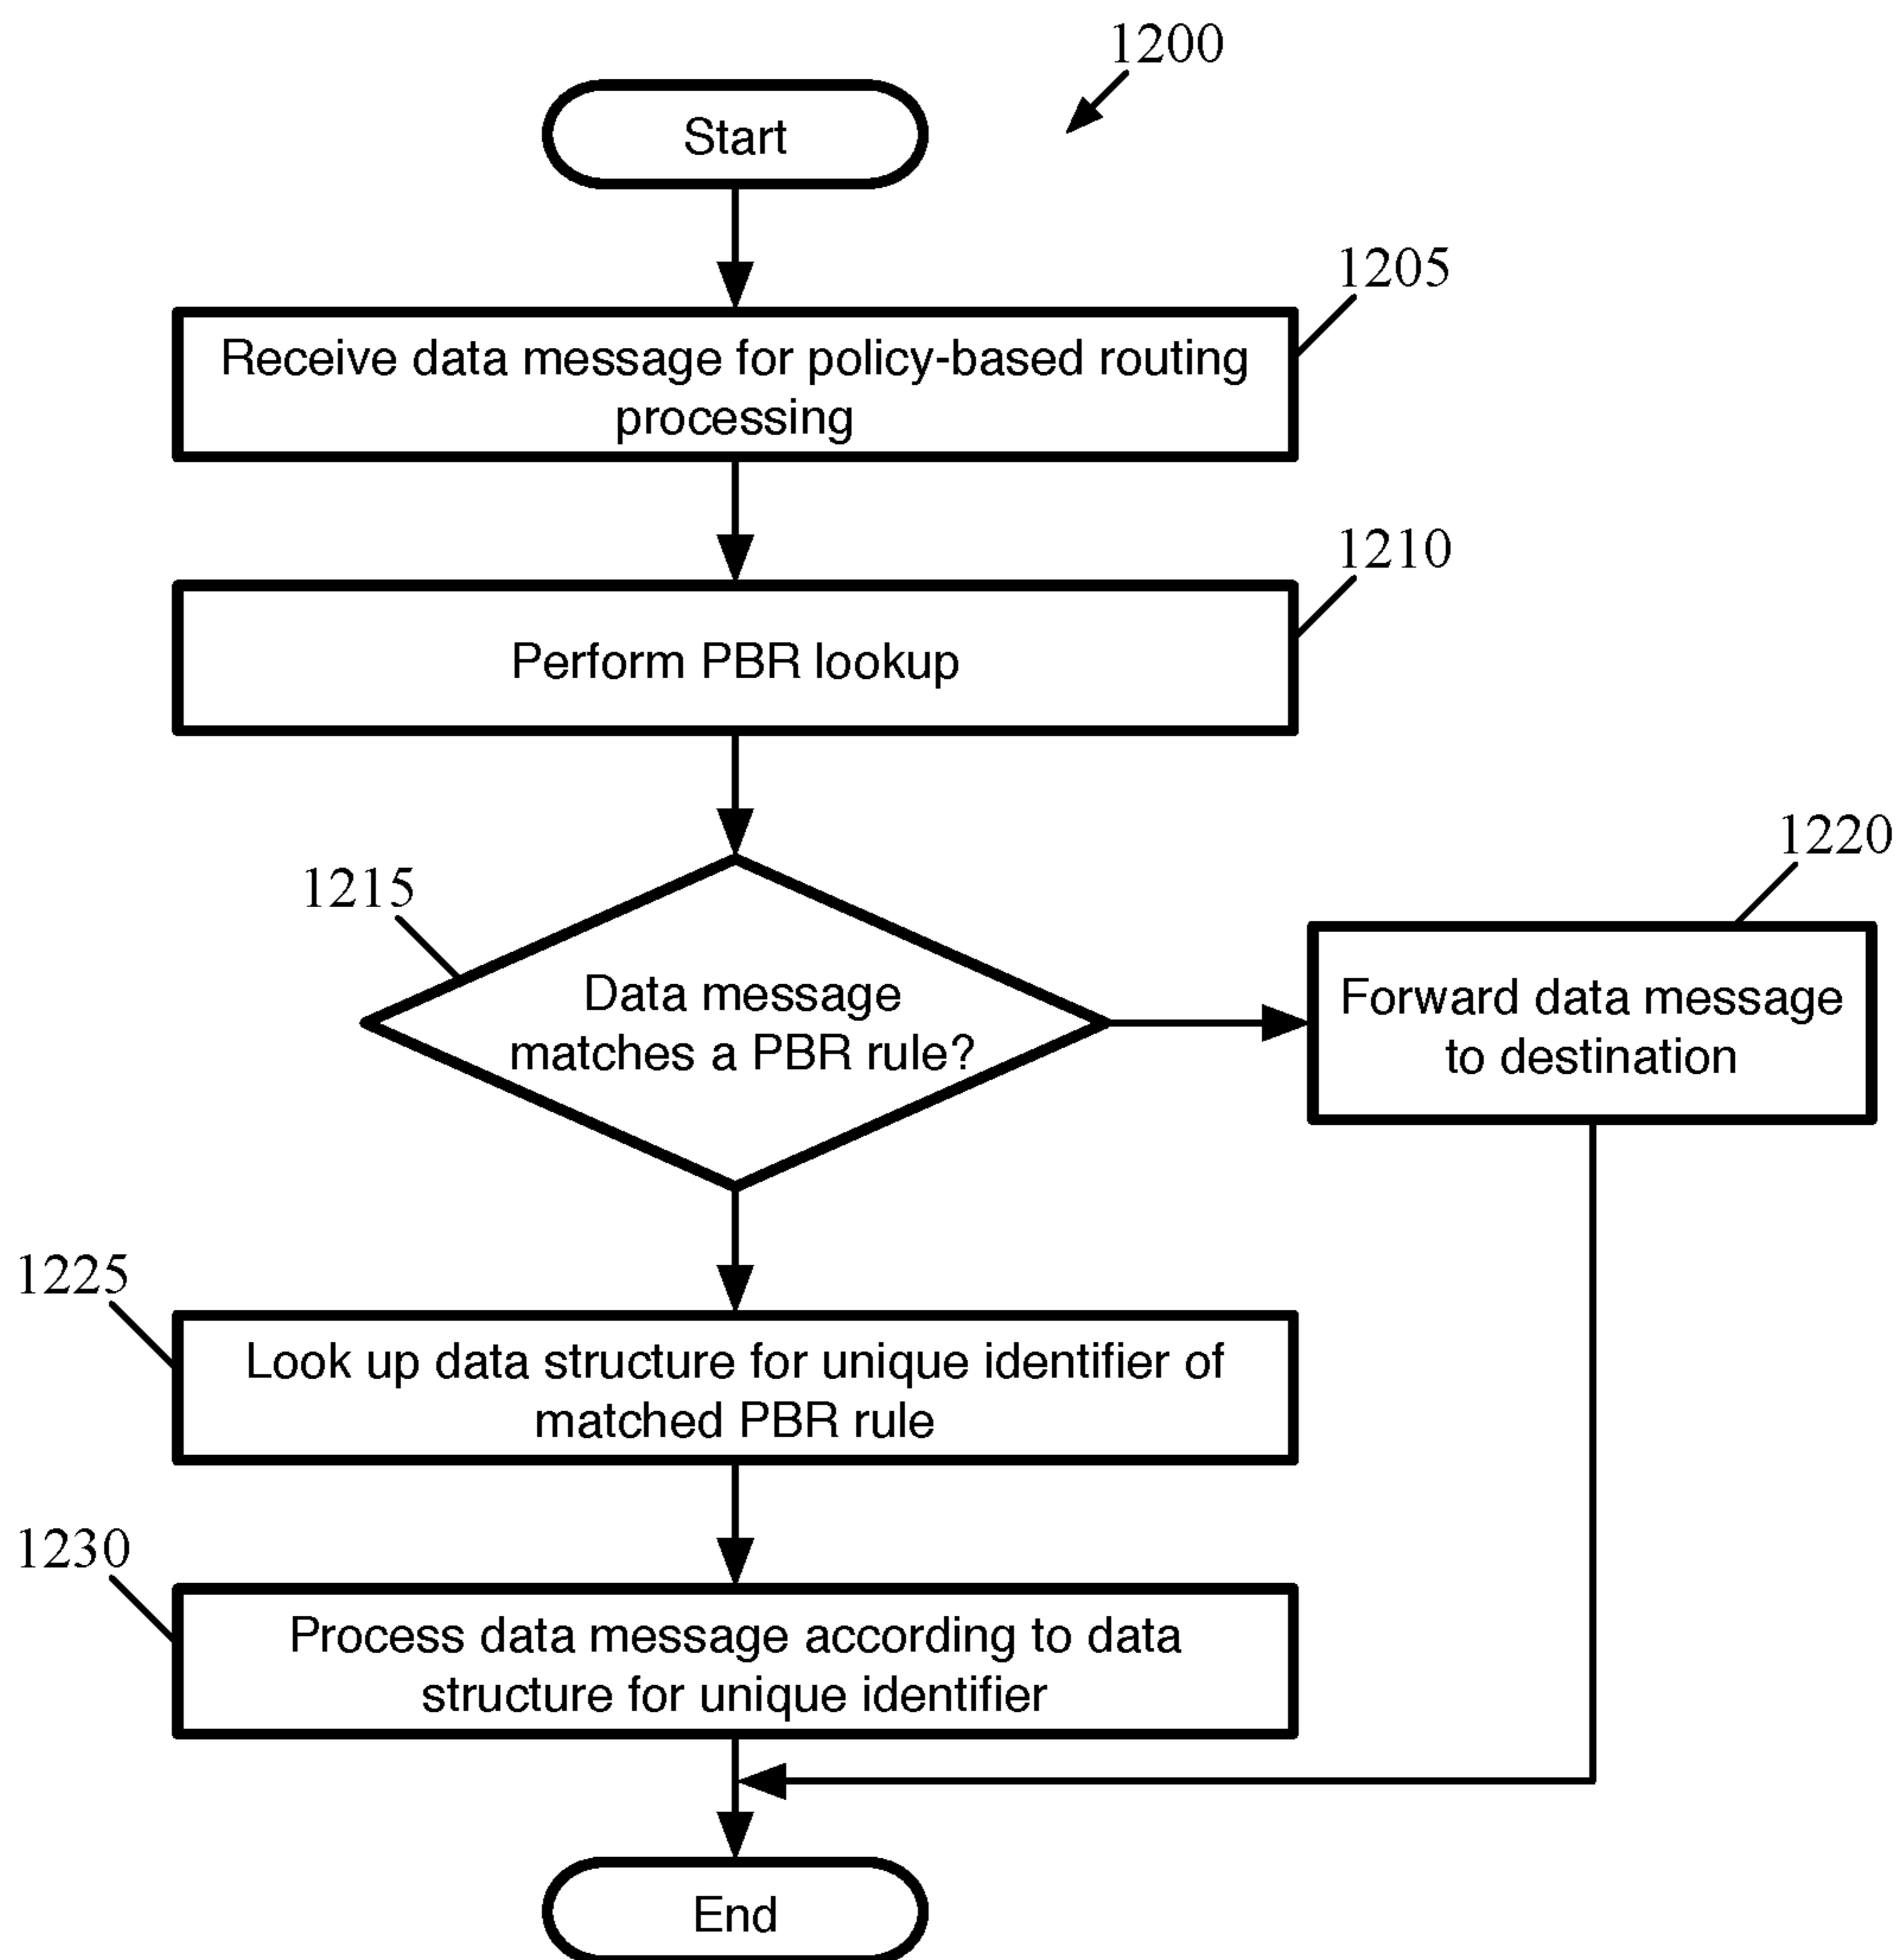 1200
Start
1205
Receive data message for policy-based routing
processing
1210
Perform PBR lookup
1215
Data message
matches a PBR rule?
1220
Forward data message
to destination
1225
Look up data structure for unique identifier of
matched PBR rule
1230
Process data message according to data
structure for unique identifier
End